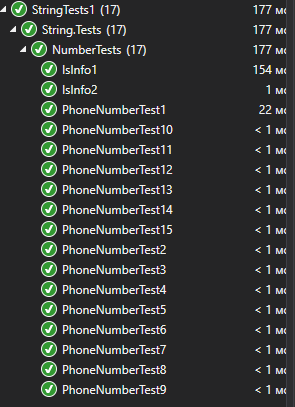 StringTests1 (17) 177 мс
String.Tests (17) 177 мс
NumberTests (17) 177 мс
IsInfo1 154 мс
IsInfo2 1 мс
PhoneNumberTest1 22 мс
PhoneNumberTest10 < 1 мс
PhoneNumberTest11 < 1 мс
PhoneNumberTest12 < 1 мс
PhoneNumberTest13 < 1 мс
PhoneNumberTest14 < 1 мс
PhoneNumberTest15 < 1 мс
PhoneNumberTest2 < 1 мс
PhoneNumberTest3 < 1 мс
PhoneNumberTest4 < 1 мс
PhoneNumberTest5 < 1 мс
PhoneNumberTest6 < 1 мс
PhoneNumberTest7 < 1 мс
PhoneNumberTest8 < 1 мс
PhoneNumberTest9 < 1 мс